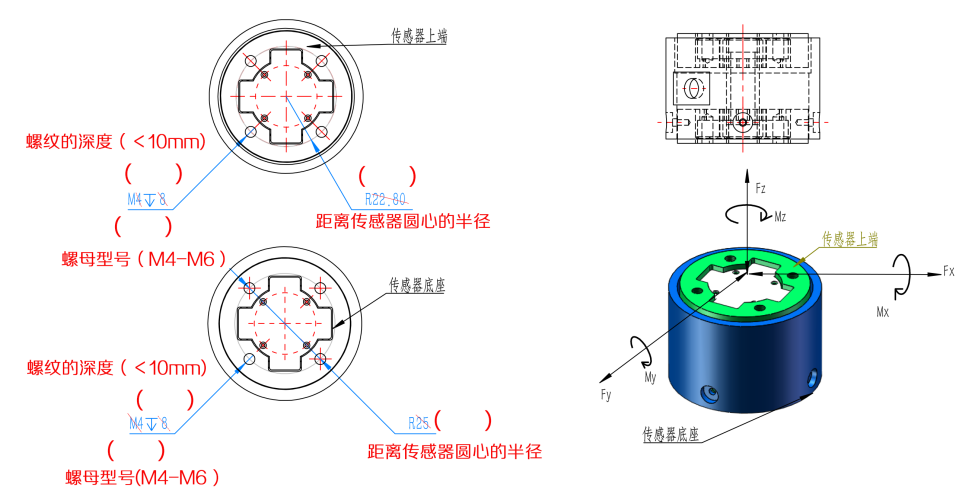 传感器上端
螺纹的深度（<10mm)
(      )
M4↧8
(      )
(      )
R22.80
距离传感器圆心的半径
螺母型号（M4-M6 ）
传感器底座
螺纹的深度（<10mm)
(      )
M4↧8
(      )
R25 (      )
距离传感器圆心的半径
螺母型号(M4-M6 ）
Fz
Mz
传感器上端
Fx
Mx
My
Fy
传感器底座